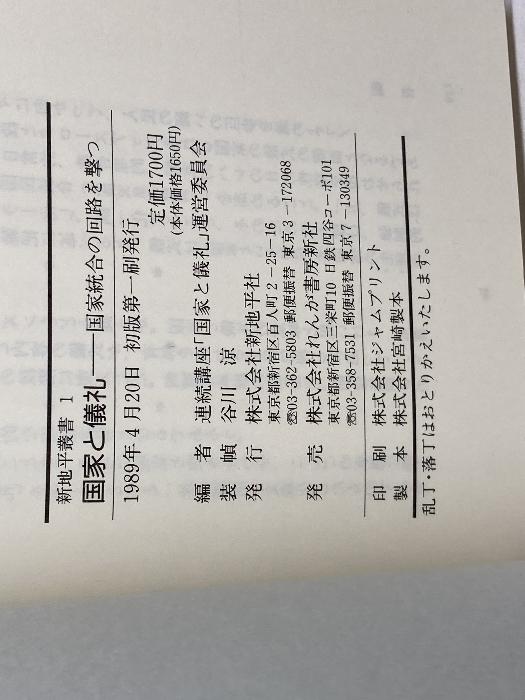 新地平叢書 1
国家と儀礼──国家統合の回路を撃つ
1989年4月20日 初版第一刷発行
定価1700円
(本体価格1650円)
編者 連続講座「国家と儀礼」運営委員会
装幀 谷川 涼
発行 株式会社新地平社
東京都新宿区百人町2-25-16
☎03-362-5803 郵便振替 東京3-172068
発売 株式会社れんが書房新社
東京都新宿区三栄町10 日鉄四谷コーポ101
☎03-358-7531 郵便振替 東京7-130349
印刷 株式会社ジャムプリント
製本 株式会社宮崎製本
乱丁・落丁はおとりかえいたします。